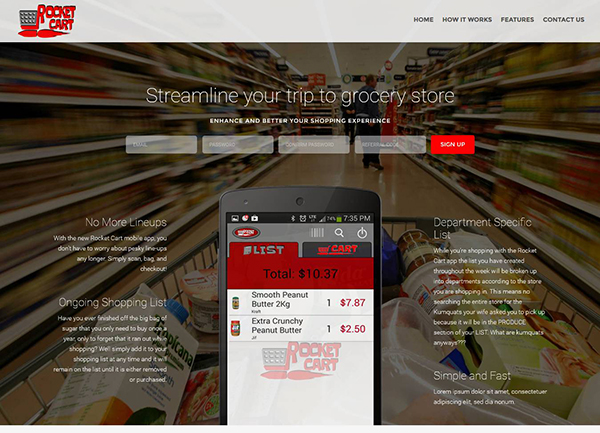 ROCKET
CART
HOME
HOW IT WORKS
FEATURES
CONTACT US
Streamline your trip to grocery store
ENHANCE AND BETTER YOUR SHOPPING EXPERIENCE
EMAIL
PASSWORD
CONFIRM PASSWORD
REFERRAL CODE
SIGN UP
No More Lineups
With the new Rocket Cart mobile app, you
don't have to worry about pesky lineups
any longer. Simply scan, bag, and
checkout!
Ongoing Shopping List
Have you ever finished off the big bag of
sugar that you only need to buy once a
year, only to forget that it ran out while
shopping? Well simply add it to your
shopping list at any time and it will
remain on the list until it is either removed
or purchased.
LTE
74% 7:35 PM
LIST
CART
Total: $10.37
Smooth Peanut
Butter 2Kg
1 $7.87
Kraft
Extra Crunchy
Peanut Butter
1 $2.50
Jif
ROCKET
CART
Department Specific
List
While you're shopping with the Rocket
Cart app the list you have created
throughout the week will be broken up
into departments according to the store
you are shopping in. This means no
searching the entire store for the
Kumquats your wife asked you to pick up
because it will be in the PRODUCE
section of your LIST. What are kumquats
anyways???
Simple and Fast
Lorem ipsum dolor sit amet, consectetuer
adipiscing elit, sed dia nonum.